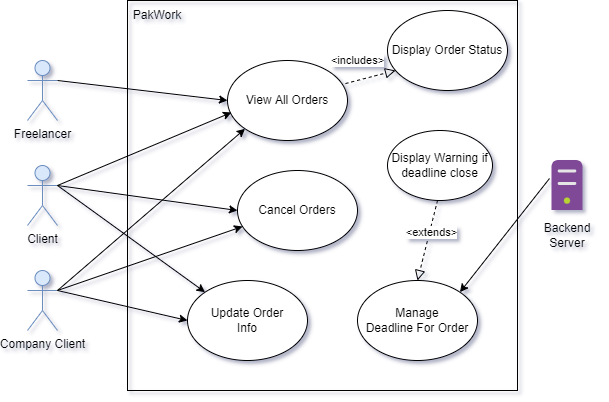 PakWork
Display Order Status
<includes>
View All Orders
Freelancer
Display Warning if
deadline close
Cancel Orders
Client
<extends>
Backend
Server
Update Order
Info
Manage
Deadline For Order
Company Client